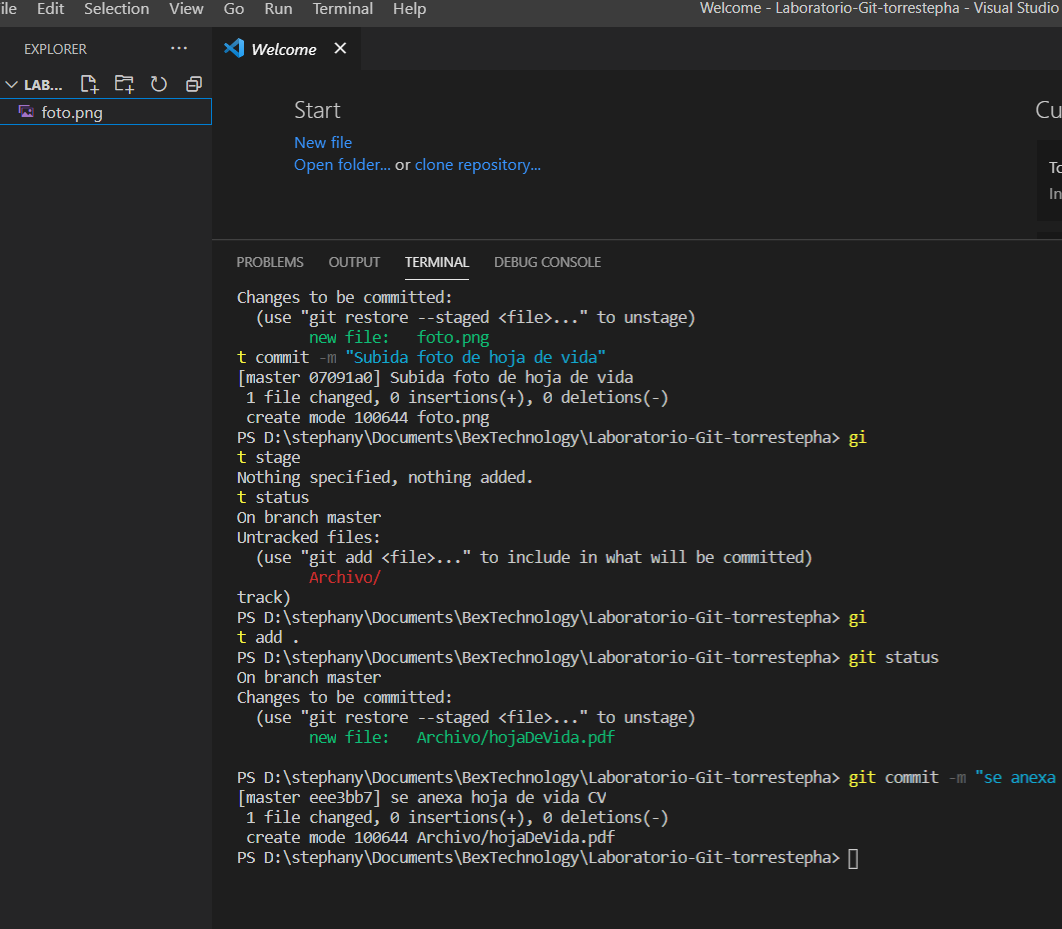 ile Edit Selection View Go Run Terminal Help Welcome - Laboratorio-Git-torrestepha - Visual Studio
EXPLORER ...
LAB...
foto.png
Welcome
Start
New file
Open folder... or clone repository...
Cu
To
In
PROBLEMS OUTPUT TERMINAL DEBUG CONSOLE
Changes to be committed:
(use "git restore --staged <file>..." to unstage)
new file: foto.png
t commit -m "Subida foto de hoja de vida"
[master 07091a0] Subida foto de hoja de vida
1 file changed, 0 insertions(+), 0 deletions(-)
create mode 100644 foto.png
PS D:\stephany\Documents\BexTechnology\Laboratorio-Git-torrestepha> gi
t stage
Nothing specified, nothing added.
t status
On branch master
Untracked files:
(use "git add <file>..." to include in what will be committed)
Archivo/
track)
PS D:\stephany\Documents\BexTechnology\Laboratorio-Git-torrestepha> gi
t add .
PS D:\stephany\Documents\BexTechnology\Laboratorio-Git-torrestepha> git status
On branch master
Changes to be committed:
(use "git restore --staged <file>..." to unstage)
new file: Archivo/hojaDeVida.pdf
PS D:\stephany\Documents\BexTechnology\Laboratorio-Git-torrestepha> git commit -m "se anexa
[master eee3bb7] se anexa hoja de vida CV
1 file changed, 0 insertions(+), 0 deletions(-)
create mode 100644 Archivo/hojaDeVida.pdf
PS D:\stephany\Documents\BexTechnology\Laboratorio-Git-torrestepha>